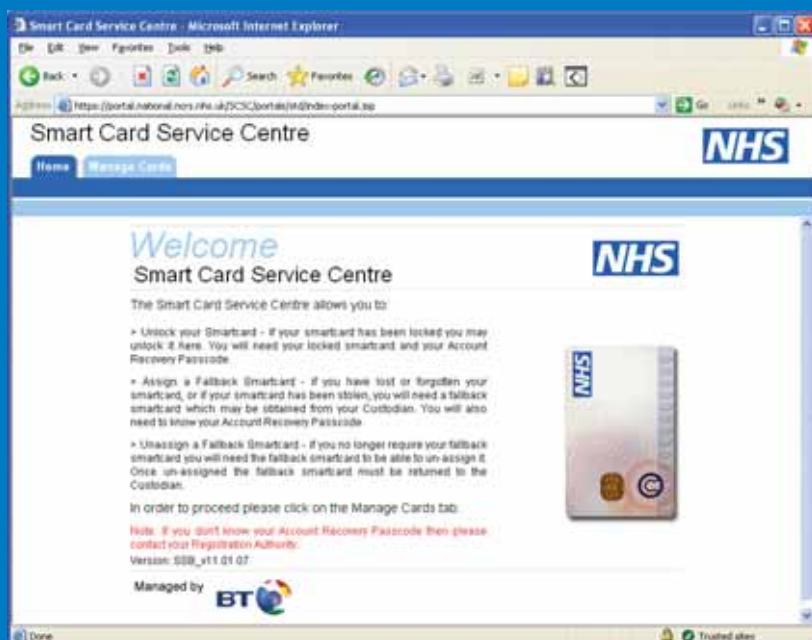 Smart Card Service Centre - Microsoft Internet Explorer
File Edit View Favorites Tools Help
Back Search Favorites
Address Go Links
Smart Card Service Centre
NHS
Home Manage Cards
Welcome
NHS
Smart Card Service Centre
The Smart Card Service Centre allows you to:
» Unlock your Smartcard - if your smartcard has been locked you may
unlock it here. You will need your locked smartcard and your Account
Recovery Passcode.
» Assign a Fallback Smartcard - if you have lost or forgotten your
smartcard, or if your smartcard has been stolen, you will need a fallback
smartcard which may be obtained from your Custodian. You will also
need to know your Account Recovery Passcode
» Unassign a Fallback Smartcard - if you no longer require your fallback
smartcard you will need the fallback smartcard to be able to un-assign it.
Once un-assigned the fallback smartcard must be returned to the
Custodian.
NHS
In order to proceed please click on the Manage Cards tab.
Note: If you don't know your Account Recovery Passcode then please
contact your Registration Authority.
Version: SSB_v11.01.07
Managed by BT
Done Trusted sites